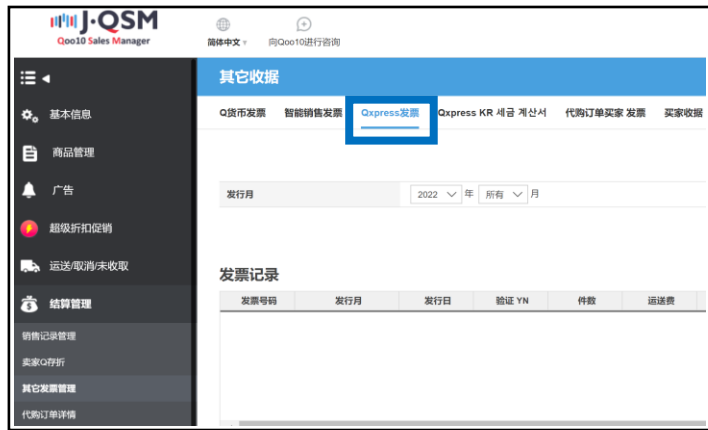 J·QSM
Qoo10 Sales Manager
简体中文 向Qoo10进行咨询
其它收据
Q货币发票 智能销售发票 Qxpress发票 Qxpress KR 세금 계산서 代购订单买家 发票 买家收据
基本信息
商品管理
广告
超级折扣促销
运送/取消/未收取
结算管理
销售记录管理
卖家Q存折
其它发票管理
代购订单详情
发行月 2022 年 所有 月
发票记录
发票号码 发行月 发行日 验证 YN 件数 运送费